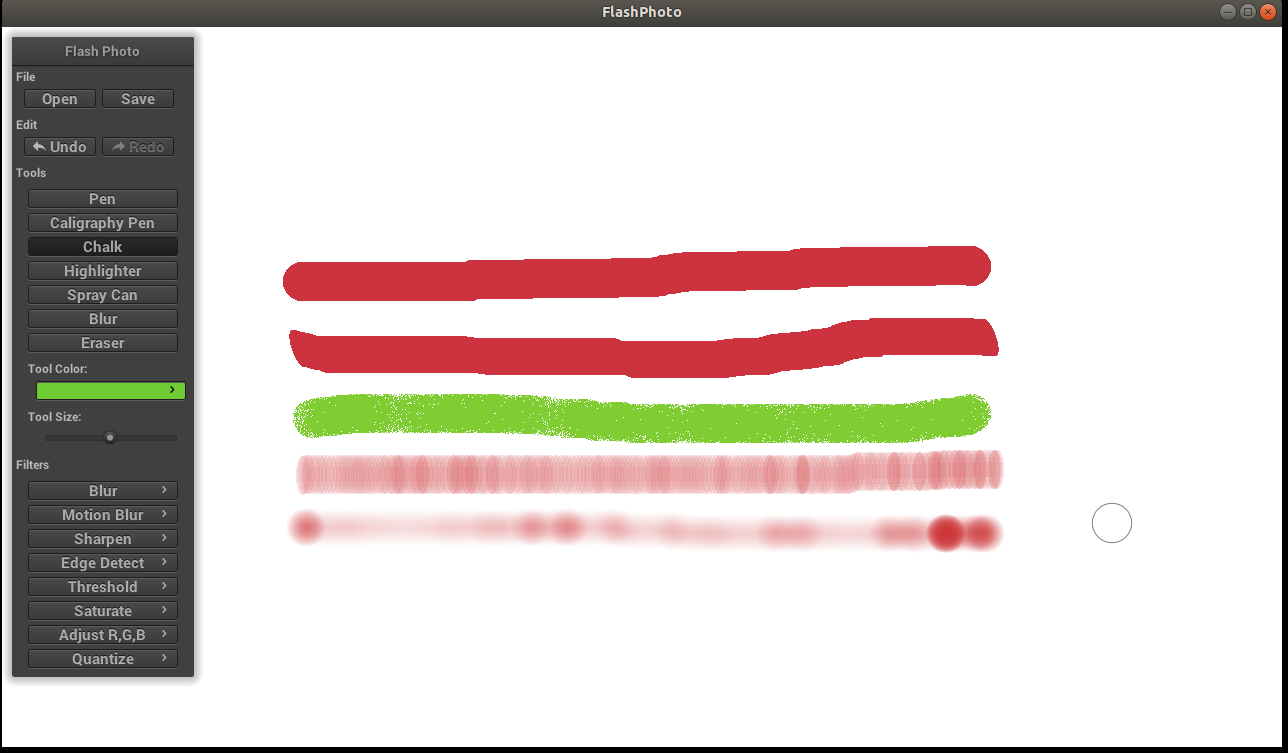 FlashPhoto
Flash Photo
File
Open Save
Edit
Undo Redo
Tools
Pen
Caligraphy Pen
Chalk
Highlighter
Spray Can
Blur
Eraser
Tool Color:
Tool Size:
Filters
Blur
Motion Blur
Sharpen
Edge Detect
Threshold
Saturate
Adjust R,G,B
Quantize